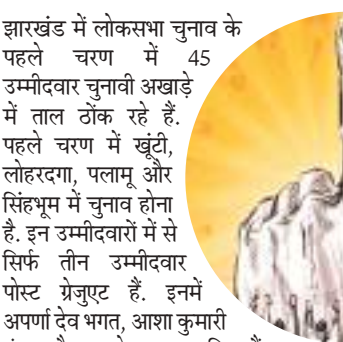 झारखंड में लोकसभा चुनाव के
पहले चरण में 45
उम्मीदवार चुनावी अखाड़े
में ताल ठोंक रहे हैं.
पहले चरण में खूंटी,
लोहरदगा, पलामू और
सिंहभूम में चुनाव होना
है. इन उम्मीदवारों में से
सिर्फ तीन उम्मीदवार
पोस्ट ग्रेजुएट हैं. इनमें
अपर्णा देव भगत, आशा कुमारी